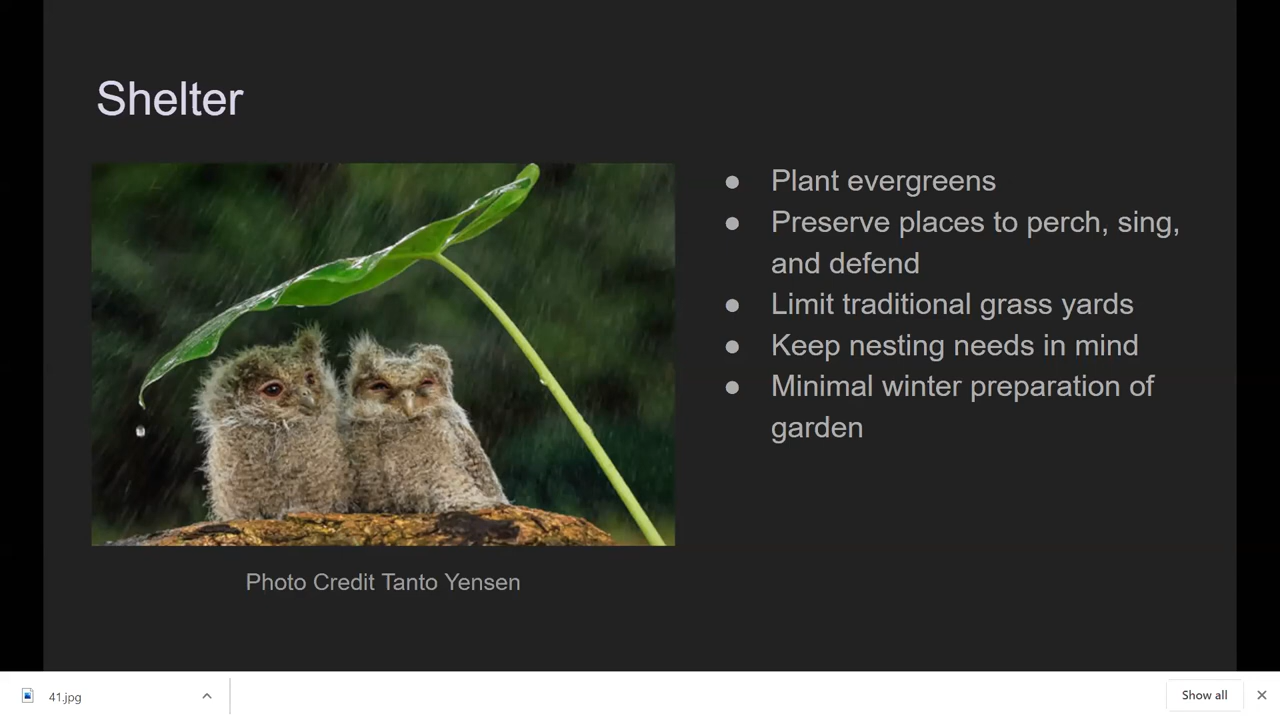 Shelter
● Plant evergreens
● Preserve places to perch, sing,
and defend
● Limit traditional grass yards
● Keep nesting needs in mind
● Minimal winter preparation of
garden
Photo Credit Tanto Yensen
41.jpg
Show all